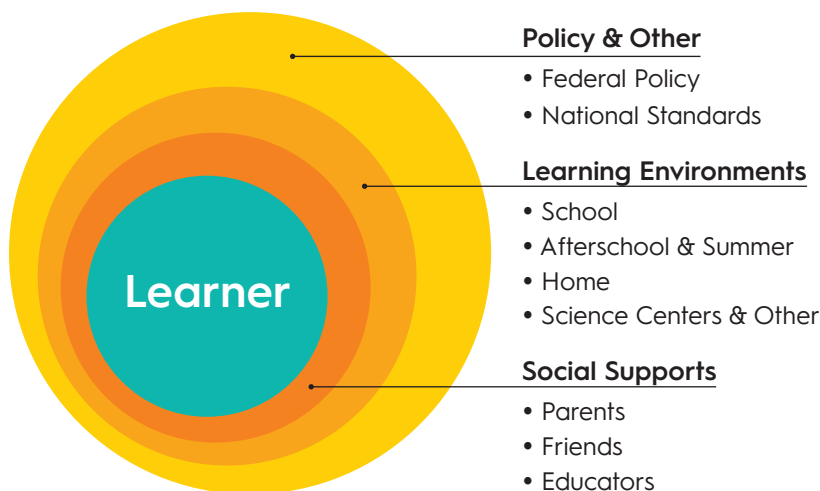 Policy & Other
• Federal Policy
• National Standards
Learning Environments
• School
• Afterschool & Summer
• Home
• Science Centers & Other
Social Supports
• Parents
• Friends
• Educators
Learner